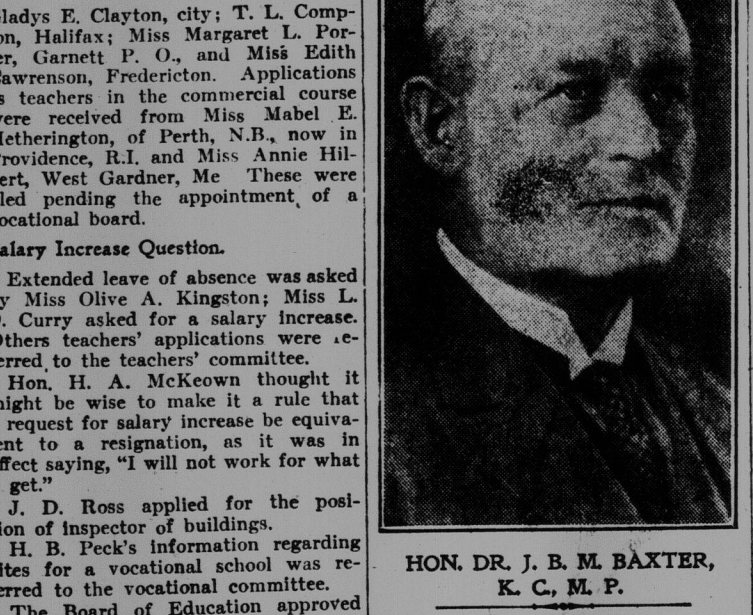 ladys E. Clayton, city; T. L. Comp-
on, Halifax; Miss Margaret L. Por-
er, Garnett P. O., and Miss Edith
awrenson, Fredericton. Applications
s teachers in the commercial course
ere received from Miss Mabel E.
etherington, of Perth, N.B., now in
rovidence, R.I. and Miss Annie Hil-
ert, West Gardner, Me These were
led pending the appointment of a
ocational board.
alary Increase Question.
Extended leave of absence was asked
y Miss Olive A. Kingston; Miss L.
. Curry asked for a salary increase.
Others teachers' applications were re-
erred to the teachers' committee.
Hon. H. A. McKeown thought it
night be wise to make it a rule that
request for salary increase be equiva-
ent to a resignation, as it was in
ffect saying, "I will not work for what
get."
J. D. Ross applied for the posi-
ion of inspector of buildings.
H. B. Peck's information regarding
ites for a vocational school was re-
erred to the vocational committee.
The Board of Education approved
HON. DR. J. B. M. BAXTER,
K. C., M. P.